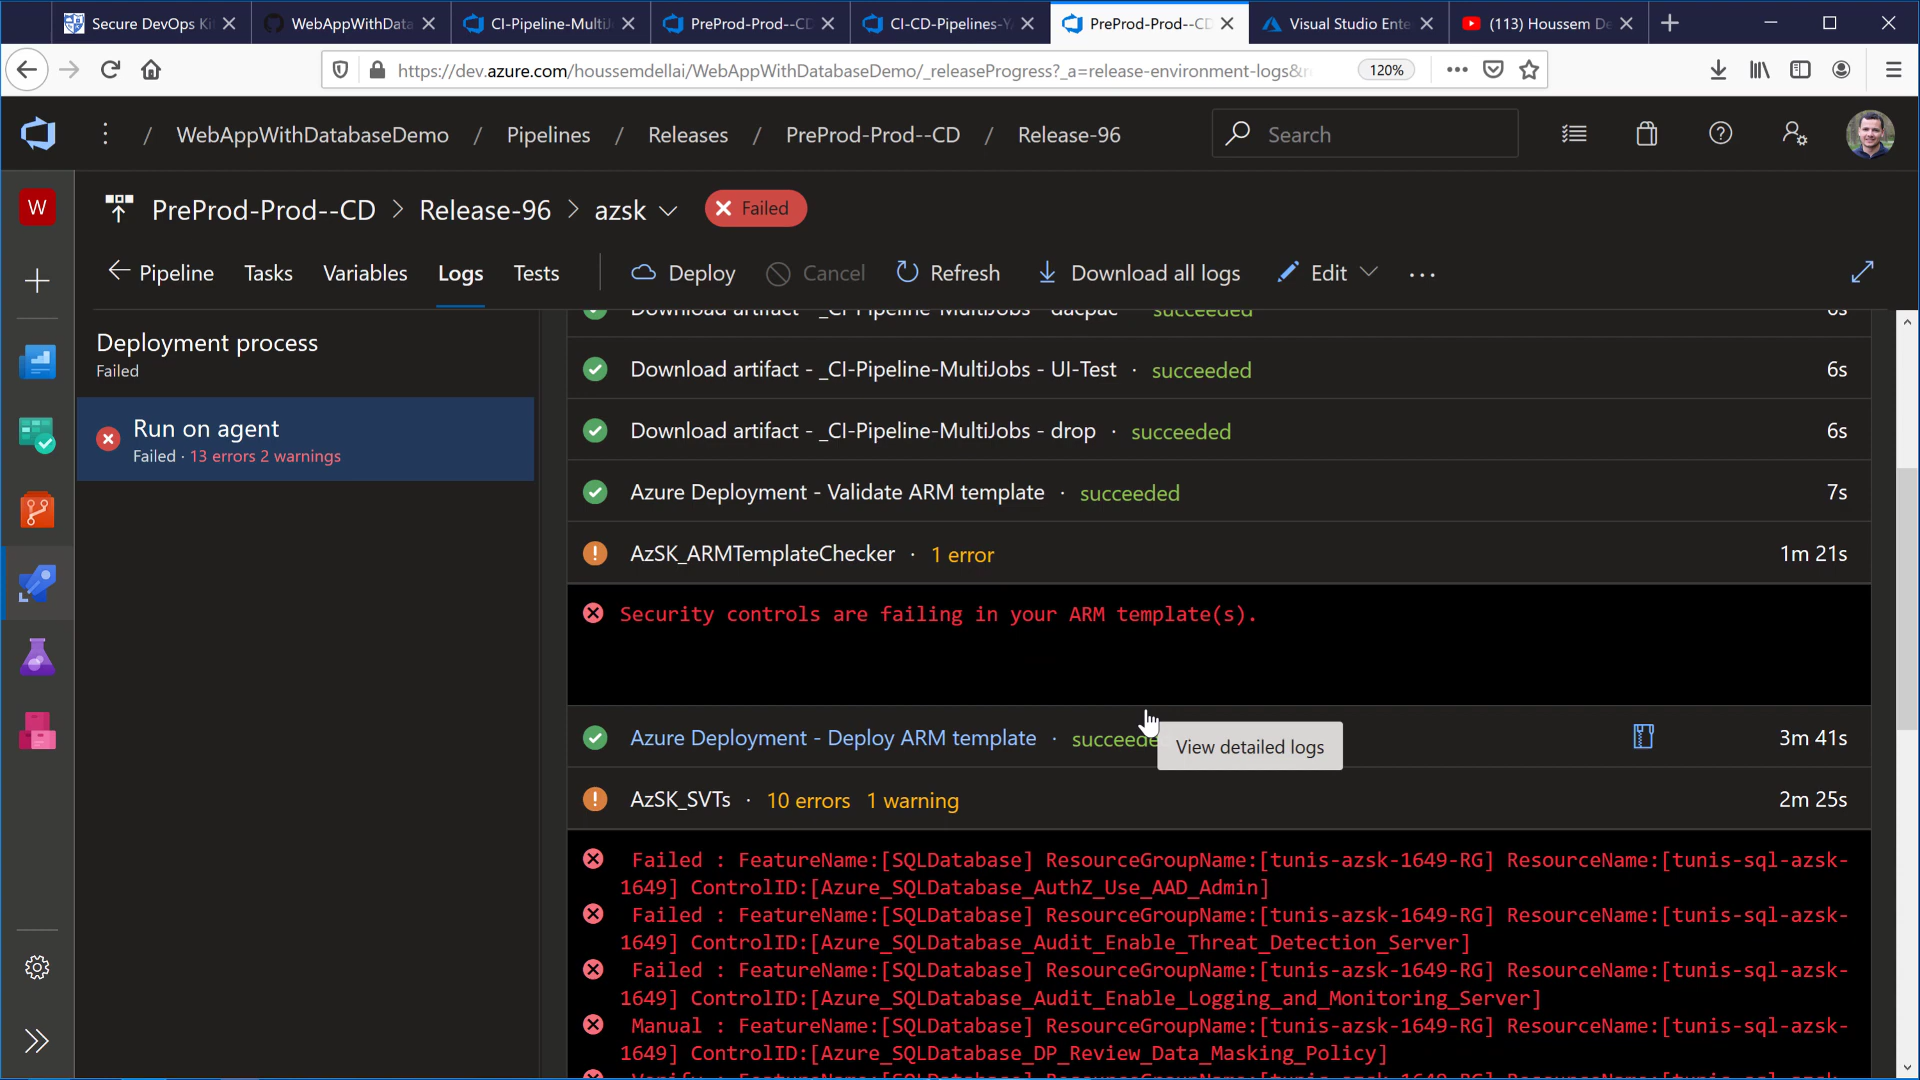 Secure DevOps Ki
WebAppWithData
CI-Pipeline-MultiJ
PreProd-Prod--CD
CI-CD-Pipelines-Y
PreProd-Prod--CD
Visual Studio Ente
(113) Houssem De
https://dev.azure.com/houssemdellai/WebAppWithDatabaseDemo/_releaseProgress?_a=release-environment-logs&
120%
/ WebAppWithDatabaseDemo / Pipelines / Releases / PreProd-Prod--CD / Release-96
Search
W
PreProd-Prod--CD > Release-96 > azsk
Failed
Pipeline
Tasks
Variables
Logs
Tests
Deploy
Cancel
Refresh
Download all logs
Edit
Deployment process
Failed
Run on agent
Failed · 13 errors 2 warnings
Download artifact - _CI-Pipeline-MultiJobs - dacpac · succeeded
Download artifact - _CI-Pipeline-MultiJobs - UI-Test · succeeded 6s
Download artifact - _CI-Pipeline-MultiJobs - drop · succeeded 6s
Azure Deployment - Validate ARM template · succeeded 7s
AzSK_ARMTemplateChecker · 1 error 1m 21s
Security controls are failing in your ARM template(s).
Azure Deployment - Deploy ARM template · succeede 3m 41s
View detailed logs
AzSK_SVTs · 10 errors 1 warning 2m 25s
Failed : FeatureName:[SQLDatabase] ResourceGroupName:[tunis-azsk-1649-RG] ResourceName:[tunis-sql-azsk-
1649] ControlID:[Azure_SQLDatabase_AuthZ_Use_AAD_Admin]
Failed : FeatureName:[SQLDatabase] ResourceGroupName:[tunis-azsk-1649-RG] ResourceName:[tunis-sql-azsk-
1649] ControlID:[Azure_SQLDatabase_Audit_Enable_Threat_Detection_Server]
Failed : FeatureName:[SQLDatabase] ResourceGroupName:[tunis-azsk-1649-RG] ResourceName:[tunis-sql-azsk-
1649] ControlID:[Azure_SQLDatabase_Audit_Enable_Logging_and_Monitoring_Server]
Manual : FeatureName:[SQLDatabase] ResourceGroupName:[tunis-azsk-1649-RG] ResourceName:[tunis-sql-azsk-
1649] ControlID:[Azure_SQLDatabase_DP_Review_Data_Masking_Policy]